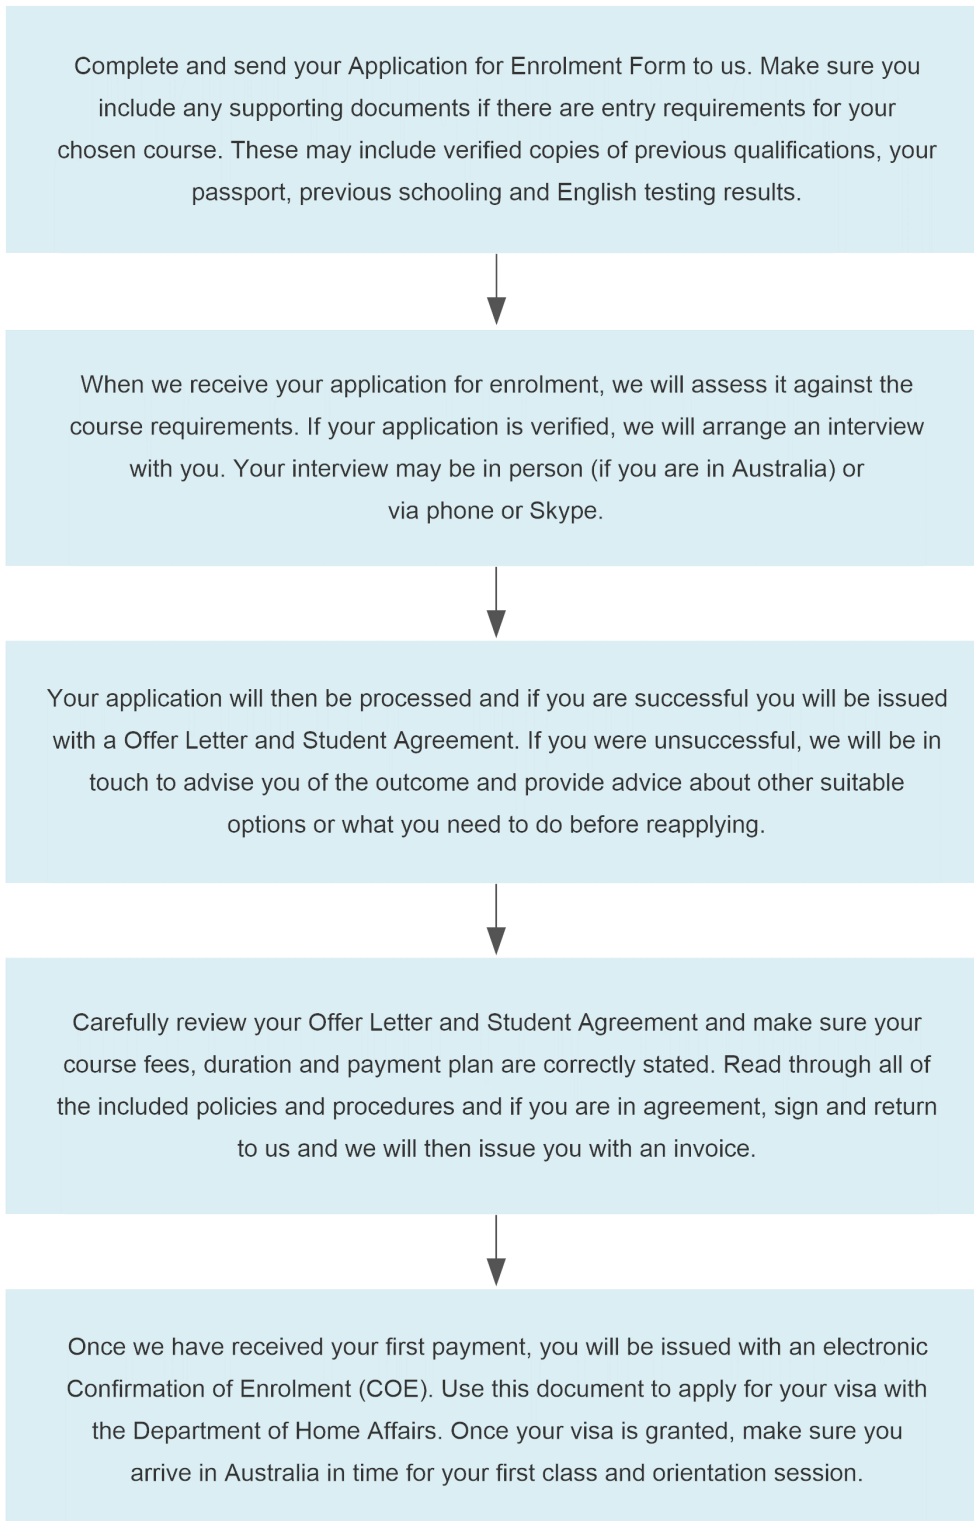 Complete and send your Application for Enrolment Form to us. Make sure you
include any supporting documents if there are entry requirements for your
chosen course. These may include verified copies of previous qualifications, your
passport, previous schooling and English testing results.
When we receive your application for enrolment, we will assess it against the
course requirements. If your application is verified, we will arrange an interview
with you. Your interview may be in person (if you are in Australia) or
via phone or Skype.
Your application will then be processed and if you are successful you will be issued
with a Offer Letter and Student Agreement. If you were unsuccessful, we will be in
touch to advise you of the outcome and provide advice about other suitable
options or what you need to do before reapplying.
Carefully review your Offer Letter and Student Agreement and make sure your
course fees, duration and payment plan are correctly stated. Read through all of
the included policies and procedures and if you are in agreement, sign and return
to us and we will then issue you with an invoice.
Once we have received your first payment, you will be issued with an electronic
Confirmation of Enrolment (COE). Use this document to apply for your visa with
the Department of Home Affairs. Once your visa is granted, make sure you
arrive in Australia in time for your first class and orientation session.